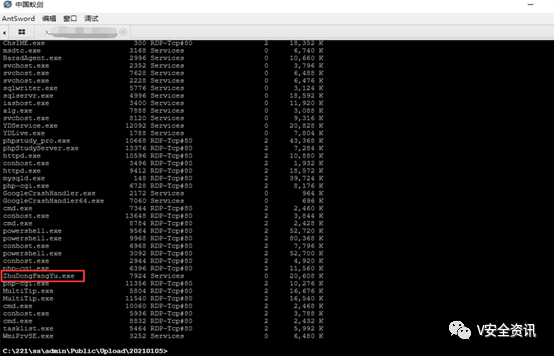 中国蚁剑
AntSword 编辑 窗口 调试
ChsIME.exe 300 RDP-Tcp#80 2 18,352 K
msdtc.exe 3168 Services 0 6,740 K
BaradAgent.exe 2996 Services 0 10,660 K
svchost.exe 2352 Services 0 3,796 K
svchost.exe 7628 Services 0 6,488 K
svchost.exe 2228 Services 0 6,476 K
sqlwriter.exe 5776 Services 0 3,124 K
sqlservr.exe 4996 Services 0 18,592 K
iashost.exe 3400 Services 0 11,920 K
alg.exe 7888 Services 0 3,088 K
svchost.exe 8120 Services 0 9,316 K
YDService.exe 12092 Services 0 20,828 K
YDLive.exe 1788 Services 0 7,804 K
phpstudy_pro.exe 10668 RDP-Tcp#80 2 43,368 K
phpStudyServer.exe 13376 RDP-Tcp#80 2 7,284 K
httpd.exe 10596 RDP-Tcp#80 2 10,880 K
conhost.exe 3496 RDP-Tcp#80 2 1,932 K
httpd.exe 9412 RDP-Tcp#80 2 18,572 K
mysqld.exe 148 RDP-Tcp#80 2 39,724 K
php-cgi.exe 6728 RDP-Tcp#80 2 8,176 K
GoogleCrashHandler.exe 2172 Services 0 964 K
GoogleCrashHandler64.exe 7060 Services 0 696 K
cmd.exe 7344 RDP-Tcp#80 2 2,460 K
conhost.exe 13648 RDP-Tcp#80 2 3,844 K
cmd.exe 8784 RDP-Tcp#80 2 2,428 K
powershell.exe 9564 RDP-Tcp#80 2 52,720 K
powershell.exe 9968 RDP-Tcp#80 2 80,368 K
conhost.exe 6968 RDP-Tcp#80 2 7,796 K
powershell.exe 3092 RDP-Tcp#80 2 52,700 K
conhost.exe 2944 RDP-Tcp#80 2 4,920 K
php-cgi.exe 6396 RDP-Tcp#80 2 11,560 K
ZhuDongFangYu.exe 7924 Services 0 20,608 K
php-cgi.exe 11356 RDP-Tcp#80 2 10,276 K
MultiTip.exe 5804 RDP-Tcp#80 2 16,676 K
MultiTip.exe 11540 RDP-Tcp#80 2 16,540 K
cmd.exe 10060 RDP-Tcp#80 2 2,468 K
conhost.exe 5936 RDP-Tcp#80 2 3,788 K
cmd.exe 8832 RDP-Tcp#80 2 2,432 K
tasklist.exe 5464 RDP-Tcp#80 2 5,992 K
WmiPrvSE.exe 3252 Services 0 6,480 K
C:\221\ss\admin\Public\Upload\20210105>
V安全资讯